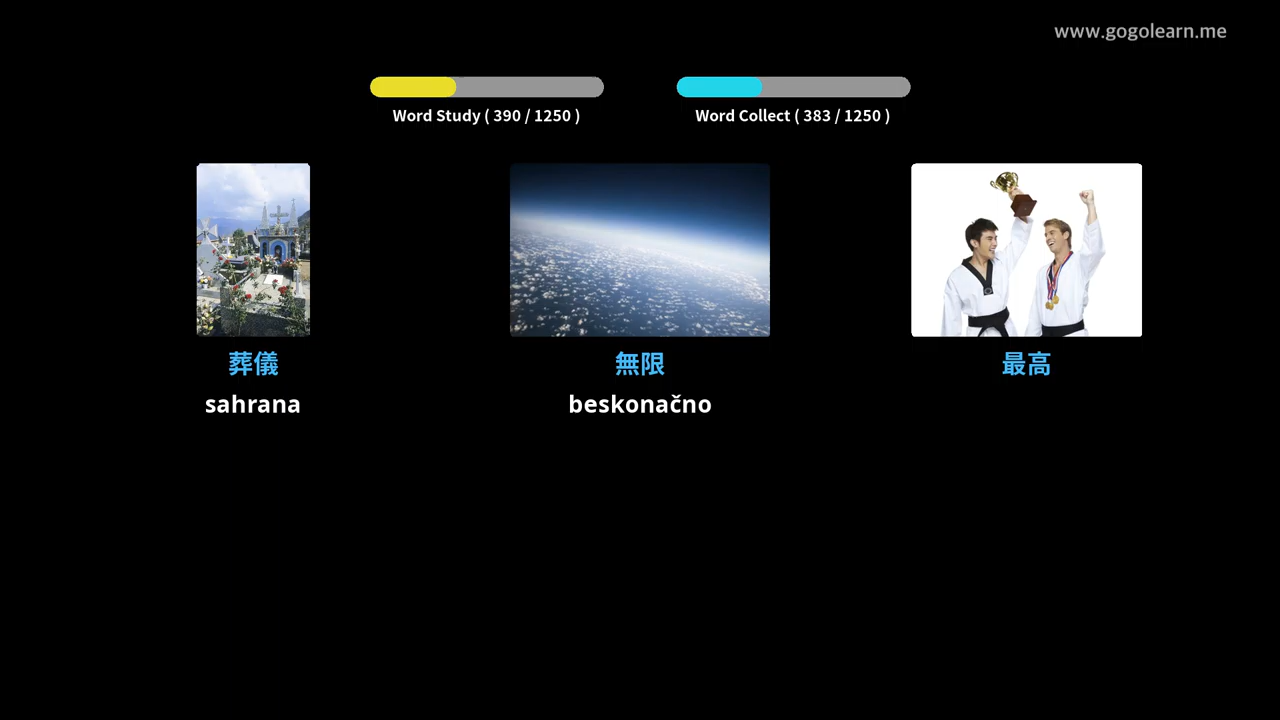 www.gogolearn.me
Word Study ( 390 / 1250 )
Word Collect ( 383 / 1250 )
葬儀
無限
最高
sahrana
beskonačno